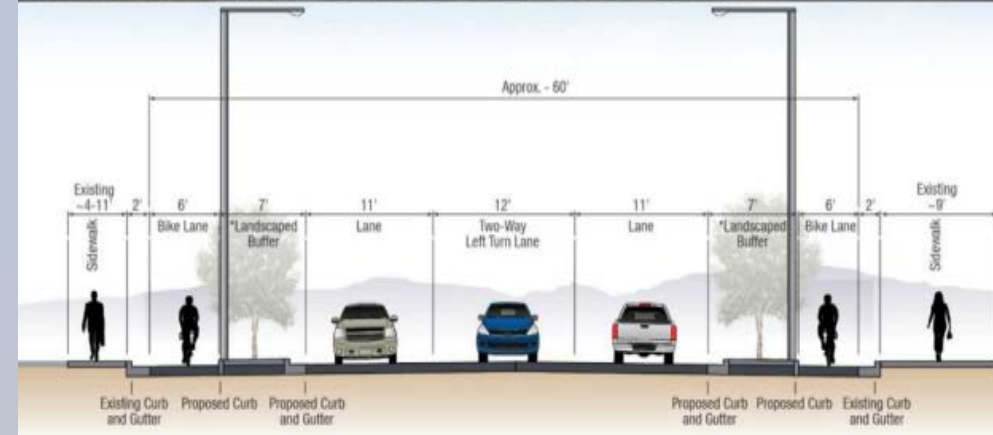 Approx. - 60'
Existing
~4-11'
2'
6'
7'
11'
12'
11'
7'
6'
2'
Existing
~9'
Sidewalk
Bike Lane
*Landscaped
Buffer
Lane
Two-Way
Left Turn Lane
Lane
*Landscaped
Buffer
Bike Lane
Sidewalk
Existing Curb
and Gutter
Proposed Curb
Proposed Curb
and Gutter
Proposed Curb
and Gutter
Proposed Curb
Existing Curb
and Gutter